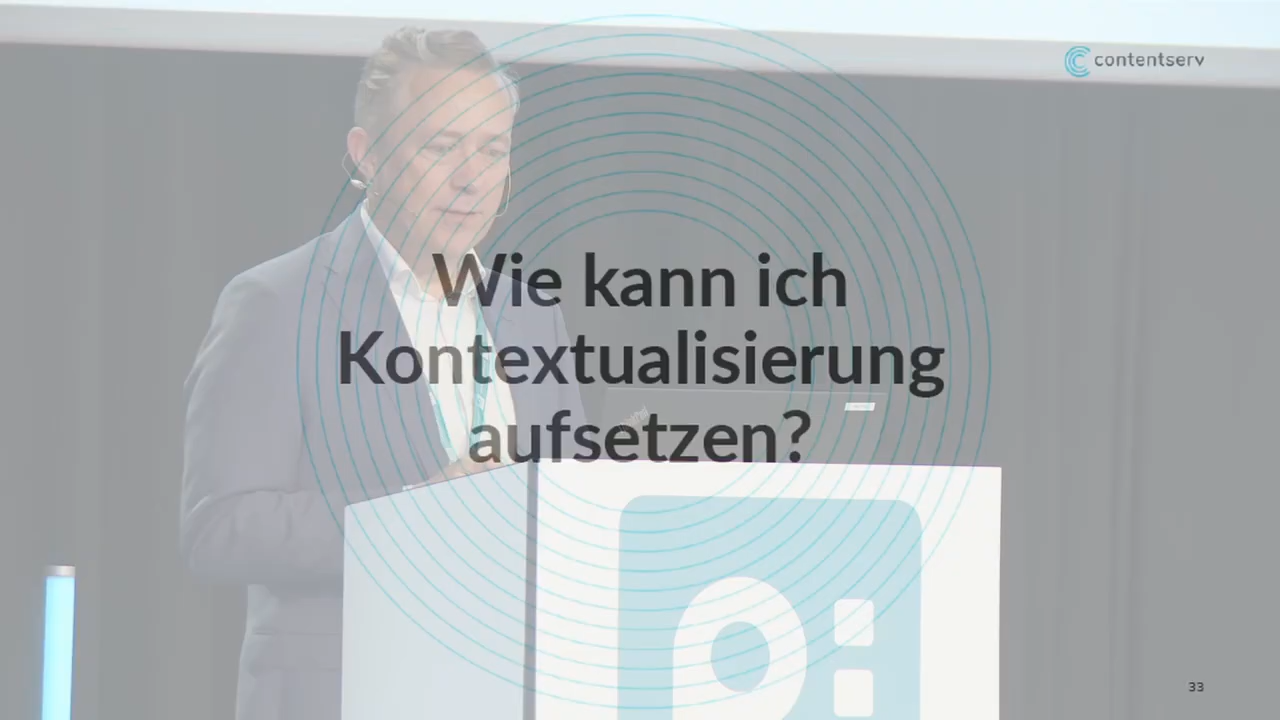 contentserv
Wie kann ich
Kontextualisierung
aufsetzen?
33